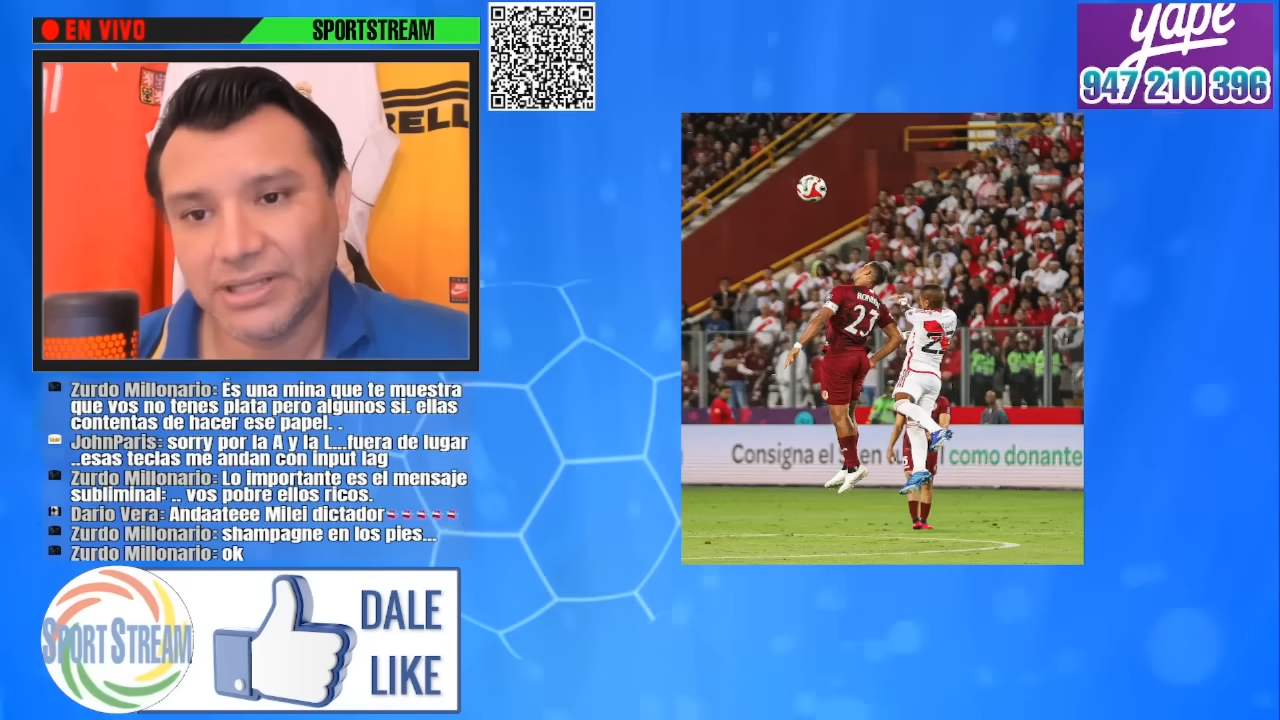 EN VIVO
SPORTSTREAM
yape
947 210 396
RELL
Zurdo Millonario: Es una mina que te muestra
que vos no tenes plata pero algunos si. ellas
contentas de hacer ese papel. .
JohnParis: sorry por la A y la L....fuera de lugar
..esas teclas me andan con input lag
Zurdo Millonario: Lo importante es el mensaje
subliminal: .. vos pobre ellos ricos.
Dario Vera: Andaateee Milei dictador
Zurdo Millonario: shampagne en los pies...
Zurdo Millonario: ok
23
Consigna el
como donante
SPORT STREAM
DALE
LIKE